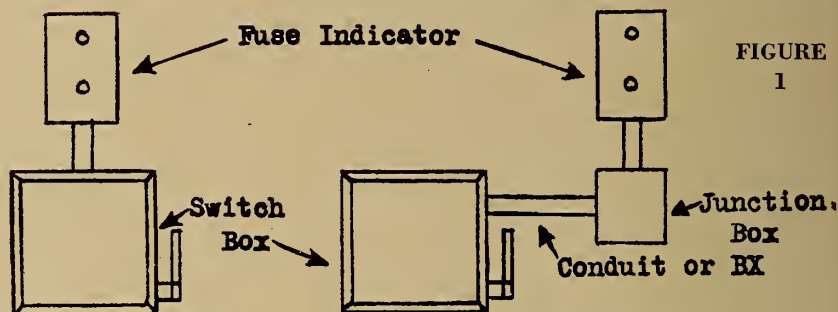 Fuse Indicator
FIGURE
1
Switch
Box
Junction
Box
Conduit or BX